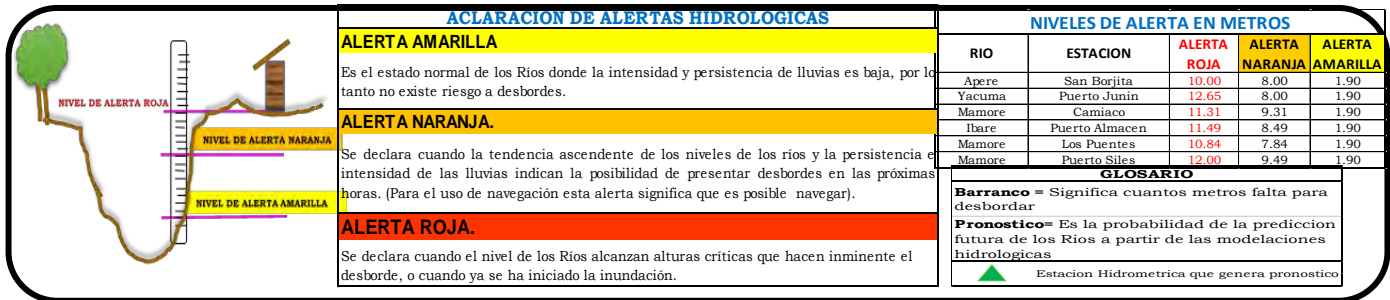 NIVEL DE ALERTA ROJA
NIVEL DE ALERTA NARANJA
NIVEL DE ALERTA AMARILLA
ACLARACION DE ALERTAS HIDROLOGICAS
ALERTA AMARILLA
Es el estado normal de los Ríos donde la intensidad y persistencia de lluvias es baja, por lo
tanto no existe riesgo a desbordes.
ALERTA NARANJA.
Se declara cuando la tendencia ascendente de los niveles de los ríos y la persistencia e
intensidad de las lluvias indican la posibilidad de presentar desbordes en las próximas
horas. (Para el uso de navegación esta alerta significa que es posible navegar).
ALERTA ROJA.
Se declara cuando el nivel de los Ríos alcanzan alturas críticas que hacen inminente el
desborde, o cuando ya se ha iniciado la inundación.
NIVELES DE ALERTA EN METROS
RIO ESTACION ALERTA ROJA ALERTA NARANJA ALERTA AMARILLA
Apere San Borjita 10.00 8.00 1.90
Yacuma Puerto Junin 12.65 8.00 1.90
Mamore Camiaco 11.31 9.31 1.90
Ibare Puerto Almacen 11.49 8.49 1.90
Mamore Los Puentes 10.84 7.84 1.90
Mamore Puerto Siles 12.00 9.49 1.90
GLOSARIO
Barranco = Significa cuantos metros falta para
desbordar
Pronostico= Es la probabilidad de la prediccion
futura de los Rios a partir de las modelaciones
hidrologicas
Estacion Hidrometrica que genera pronostico